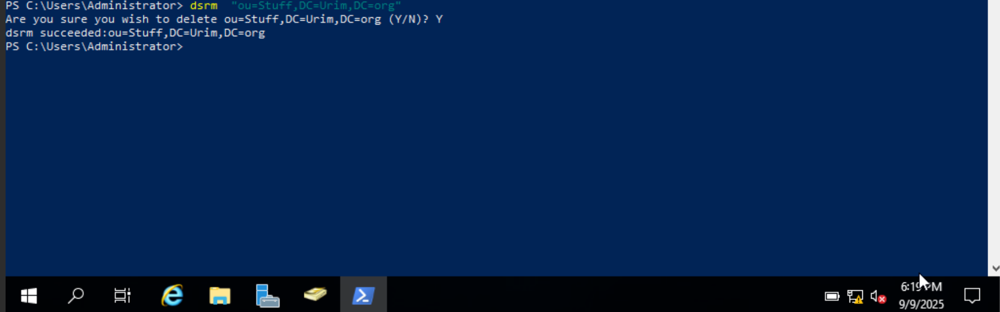 PS C:\Users\Administrator> dsrm  "ou=Stuff,DC=Urim,DC=org"
Are you sure you wish to delete ou=Stuff,DC=Urim,DC=org (Y/N)? Y
dsrm succeeded:ou=Stuff,DC=Urim,DC=org
PS C:\Users\Administrator>
6:19 PM
9/9/2025